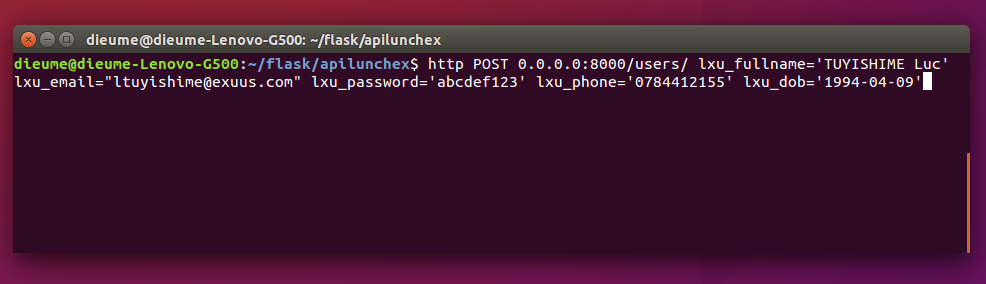 dieume@dieume-Lenovo-G500: ~/flask/apilunchex
dieume@dieume-Lenovo-G500:~/flask/apilunchex$ http POST 0.0.0.0:8000/users/ lxu_fullname='TUYISHIME Luc'
lxu_email="ltuyishime@exuus.com" lxu_password='abcdef123' lxu_phone='0784412155' lxu_dob='1994-04-09'